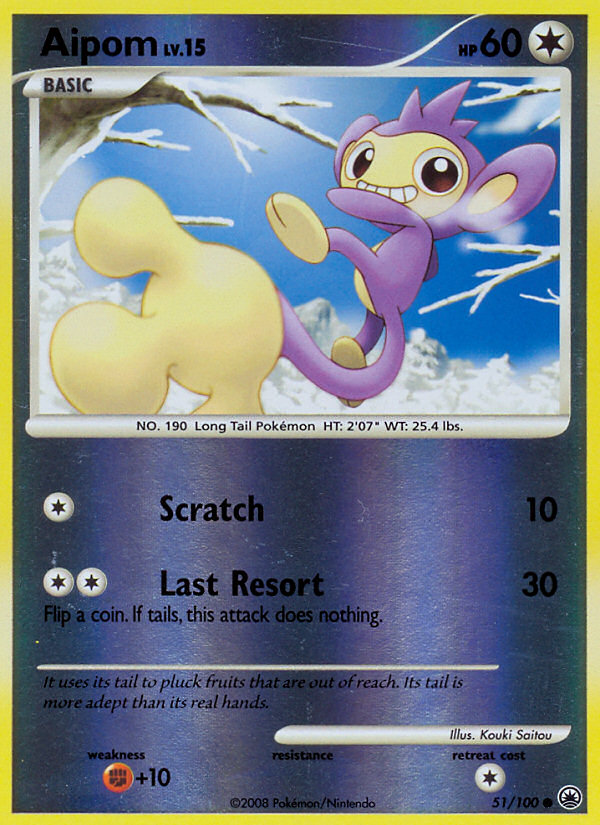 Aipom LV.15 HP 60
BASIC
NO. 190 Long Tail Pokémon HT: 2'07" WT: 25.4 lbs.
Scratch 10
Last Resort 30
Flip a coin. If tails, this attack does nothing.
It uses its tail to pluck fruits that are out of reach. Its tail is
more adept than its real hands.
Illus. Kouki Saitou
weakness resistance retreat cost
+10
©2008 Pokémon/Nintendo 51/100